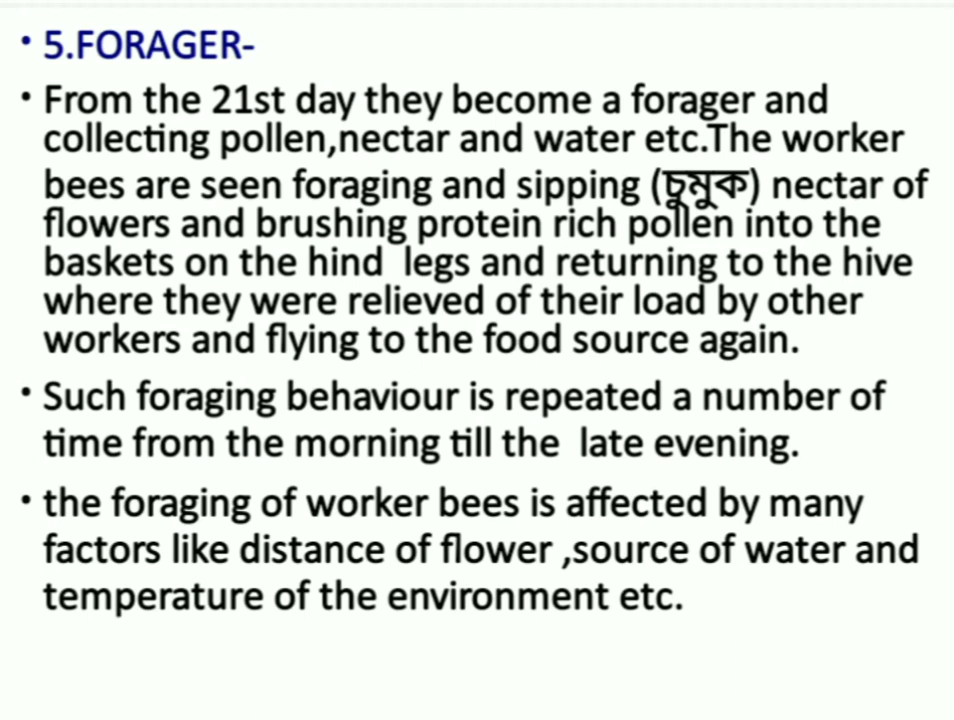 • 5.FORAGER-
• From the 21st day they become a forager and
collecting pollen,nectar and water etc.The worker
bees are seen foraging and sipping (চুমুক) nectar of
flowers and brushing protein rich pollen into the
baskets on the hind  legs and returning to the hive
where they were relieved of their load by other
workers and flying to the food source again.
• Such foraging behaviour is repeated a number of
time from the morning till the  late evening.
• the foraging of worker bees is affected by many
factors like distance of flower ,source of water and
temperature of the environment etc.